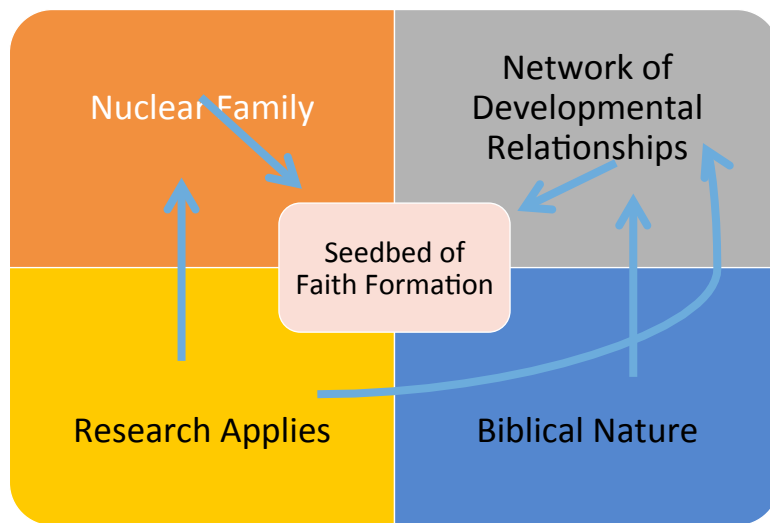 Nuclear Family
Network of
Developmental
Relationships
Seedbed of
Faith Formation
Research Applies
Biblical Nature